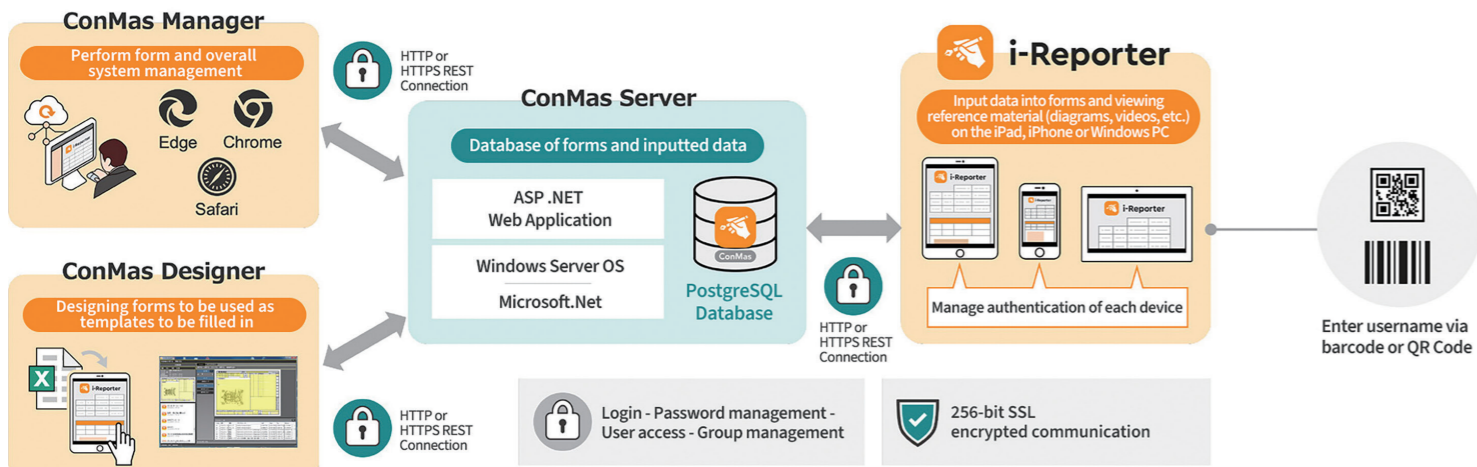 ConMas Manager
Perform form and overall
system management
Edge
Chrome
Safari
HTTP or
HTTPS REST
Connection
ConMas Designer
Designing forms to be used as
templates to be filled in
X
i-Reporter
HTTP or
HTTPS REST
Connection
ConMas Server
Database of forms and inputted data
ASP .NET
Web Application
Windows Server OS
Microsoft.Net
ConMas
PostgreSQL
Database
HTTP or
HTTPS REST
Connection
i-Reporter
Input data into forms and viewing
reference material (diagrams, videos, etc.)
on the iPad, iPhone or Windows PC
i-Reporter
i-Reporter
i-Reporter
Manage authentication of each device
Enter username via
barcode or QR Code
Login - Password management -
User access - Group management
256-bit SSL
encrypted communication